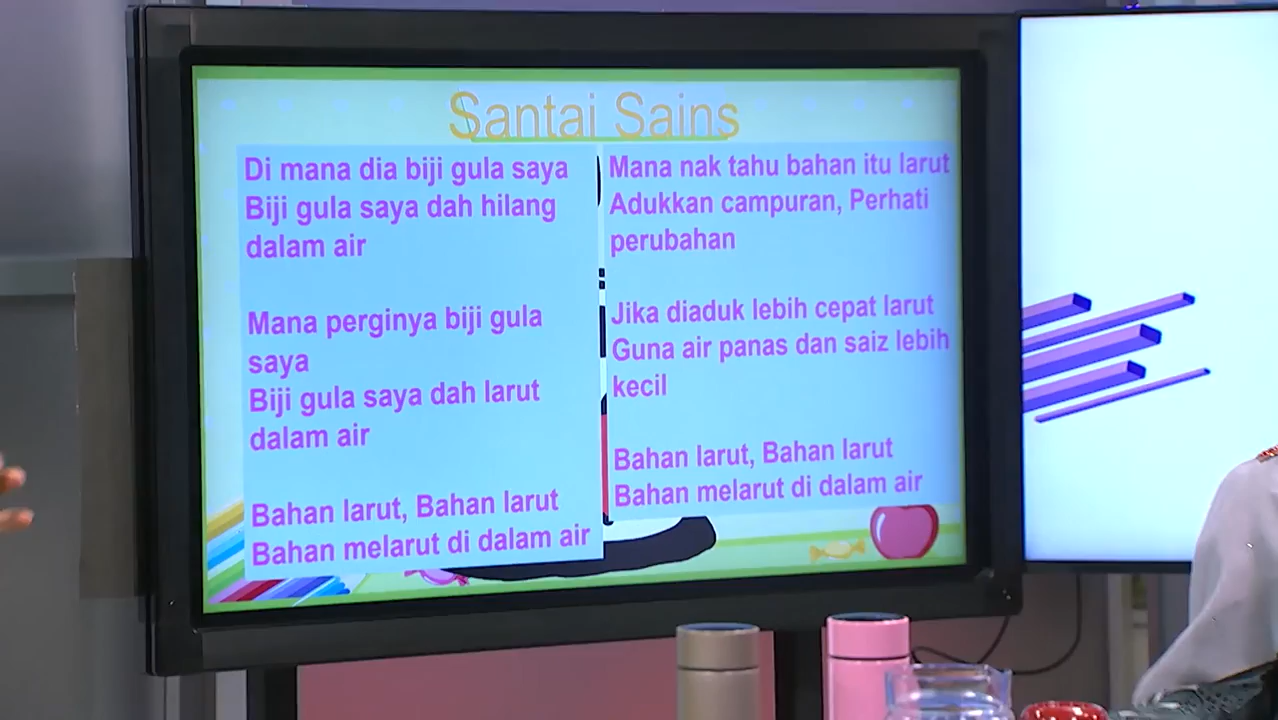 Santai Sains
Di mana dia biji gula saya
Biji gula saya dah hilang
dalam air
Mana perginya biji gula
saya
Biji gula saya dah larut
dalam air
Bahan larut, Bahan larut
Bahan melarut di dalam air
Mana nak tahu bahan itu larut
Adukkan campuran, Perhati
perubahan
Jika diaduk lebih cepat larut
Guna air panas dan saiz lebih
kecil
Bahan larut, Bahan larut
Bahan melarut di dalam air